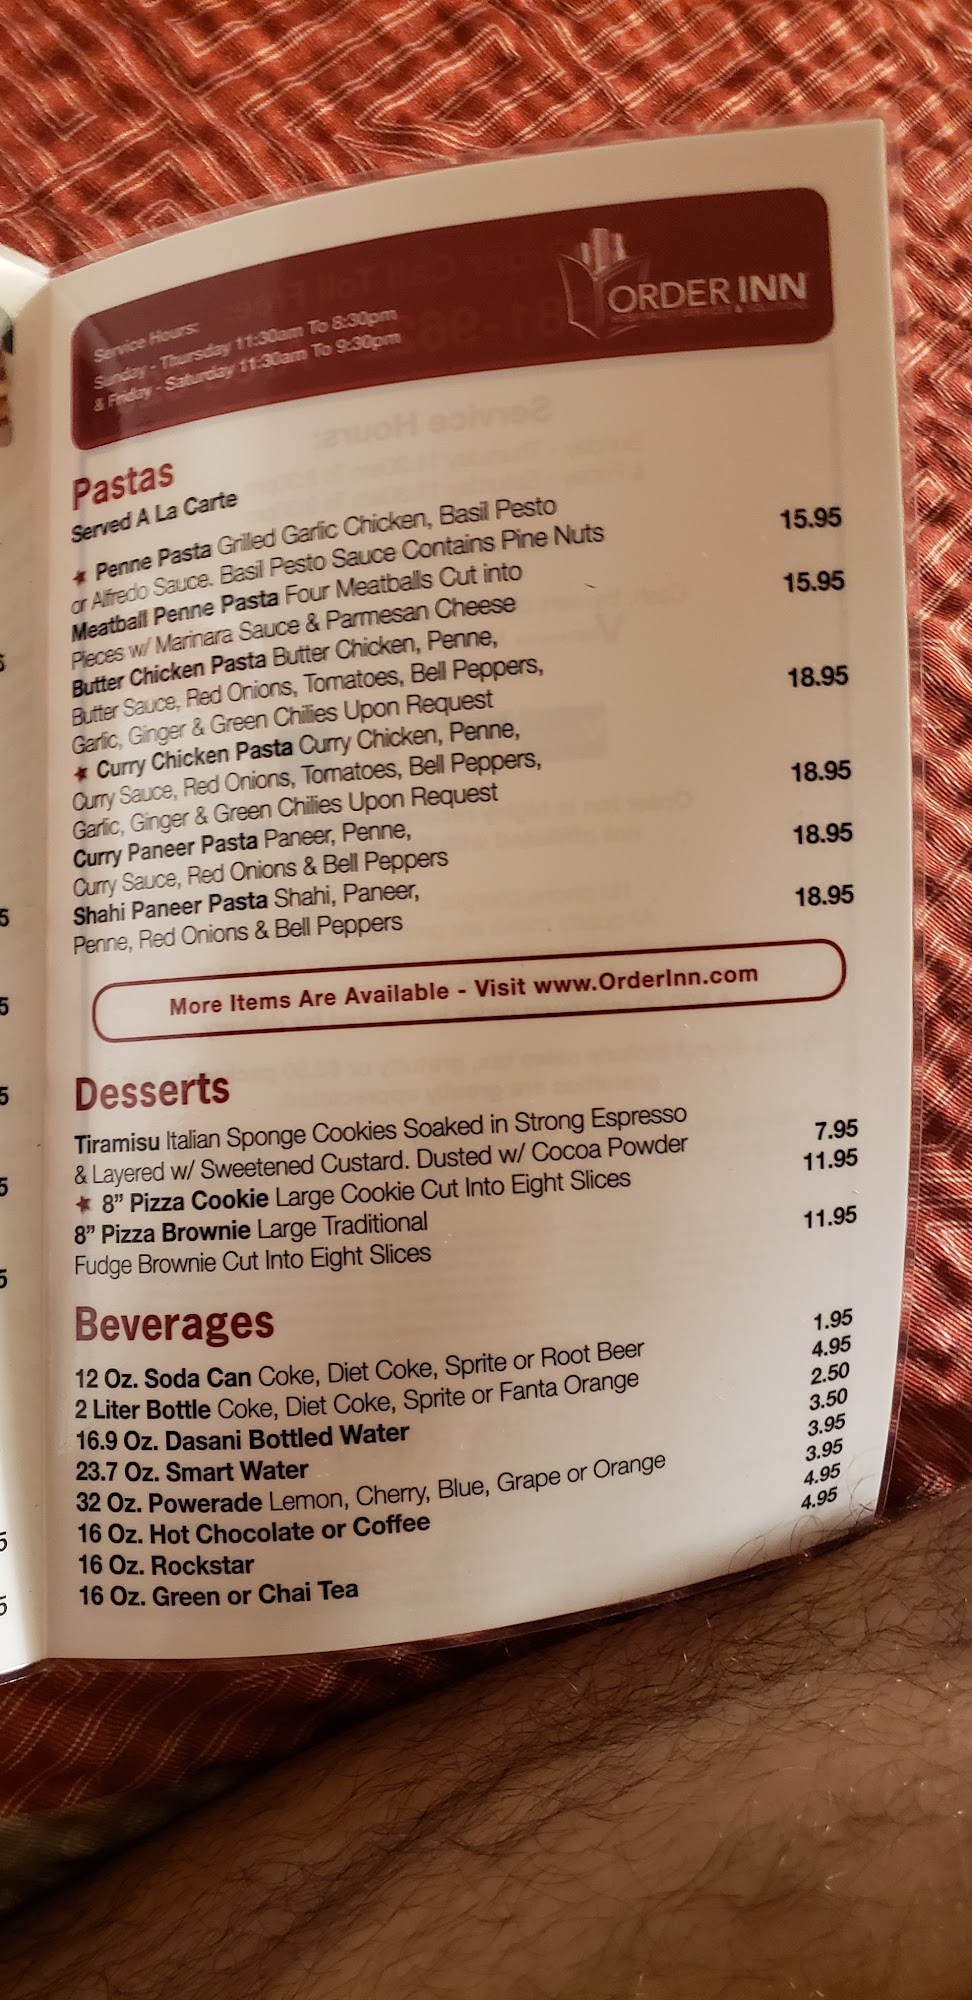 Service Hours:
Sunday - Thursday 11:30am To 8:30pm
& Friday - Saturday 11:30am To 9:30pm
ORDER INN
Pastas
Served A La Carte
★ Penne Pasta Grilled Garlic Chicken, Basil Pesto
or Alfredo Sauce. Basil Pesto Sauce Contains Pine Nuts 15.95
Meatball Penne Pasta Four Meatballs Cut into
Pieces w/ Marinara Sauce & Parmesan Cheese 15.95
Butter Chicken Pasta Butter Chicken, Penne,
Butter Sauce, Red Onions, Tomatoes, Bell Peppers,
Garlic, Ginger & Green Chilies Upon Request 18.95
★ Curry Chicken Pasta Curry Chicken, Penne,
Curry Sauce, Red Onions, Tomatoes, Bell Peppers,
Garlic, Ginger & Green Chilies Upon Request 18.95
Curry Paneer Pasta Paneer, Penne,
Curry Sauce, Red Onions & Bell Peppers 18.95
Shahi Paneer Pasta Shahi, Paneer,
Penne, Red Onions & Bell Peppers 18.95
More Items Are Available - Visit www.OrderInn.com
Desserts
Tiramisu Italian Sponge Cookies Soaked in Strong Espresso
& Layered w/ Sweetened Custard. Dusted w/ Cocoa Powder 7.95
★ 8” Pizza Cookie Large Cookie Cut Into Eight Slices 11.95
8” Pizza Brownie Large Traditional
Fudge Brownie Cut Into Eight Slices 11.95
Beverages
12 Oz. Soda Can Coke, Diet Coke, Sprite or Root Beer 1.95
2 Liter Bottle Coke, Diet Coke, Sprite or Fanta Orange 4.95
16.9 Oz. Dasani Bottled Water 2.50
23.7 Oz. Smart Water 3.50
32 Oz. Powerade Lemon, Cherry, Blue, Grape or Orange 3.95
16 Oz. Hot Chocolate or Coffee 3.95
16 Oz. Rockstar 4.95
16 Oz. Green or Chai Tea 4.95